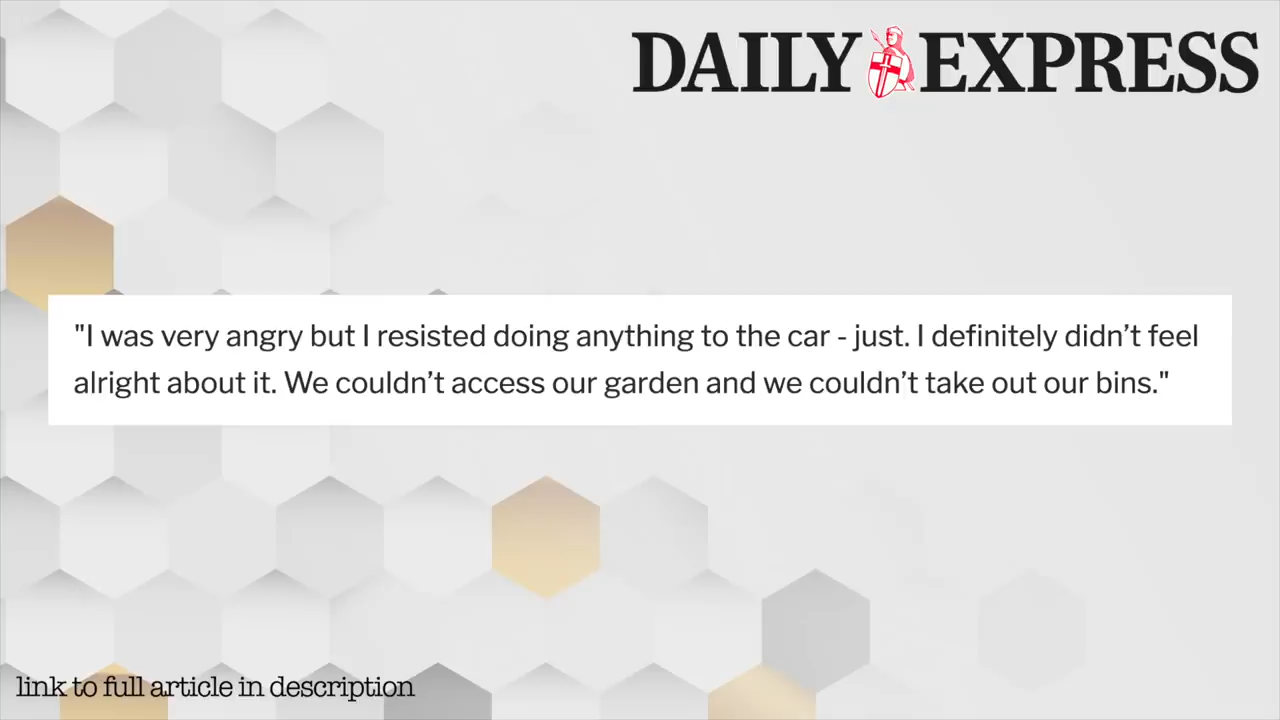 DAILY EXPRESS
"I was very angry but I resisted doing anything to the car - just. I definitely didn’t feel
alright about it. We couldn’t access our garden and we couldn’t take out our bins."
link to full article in description